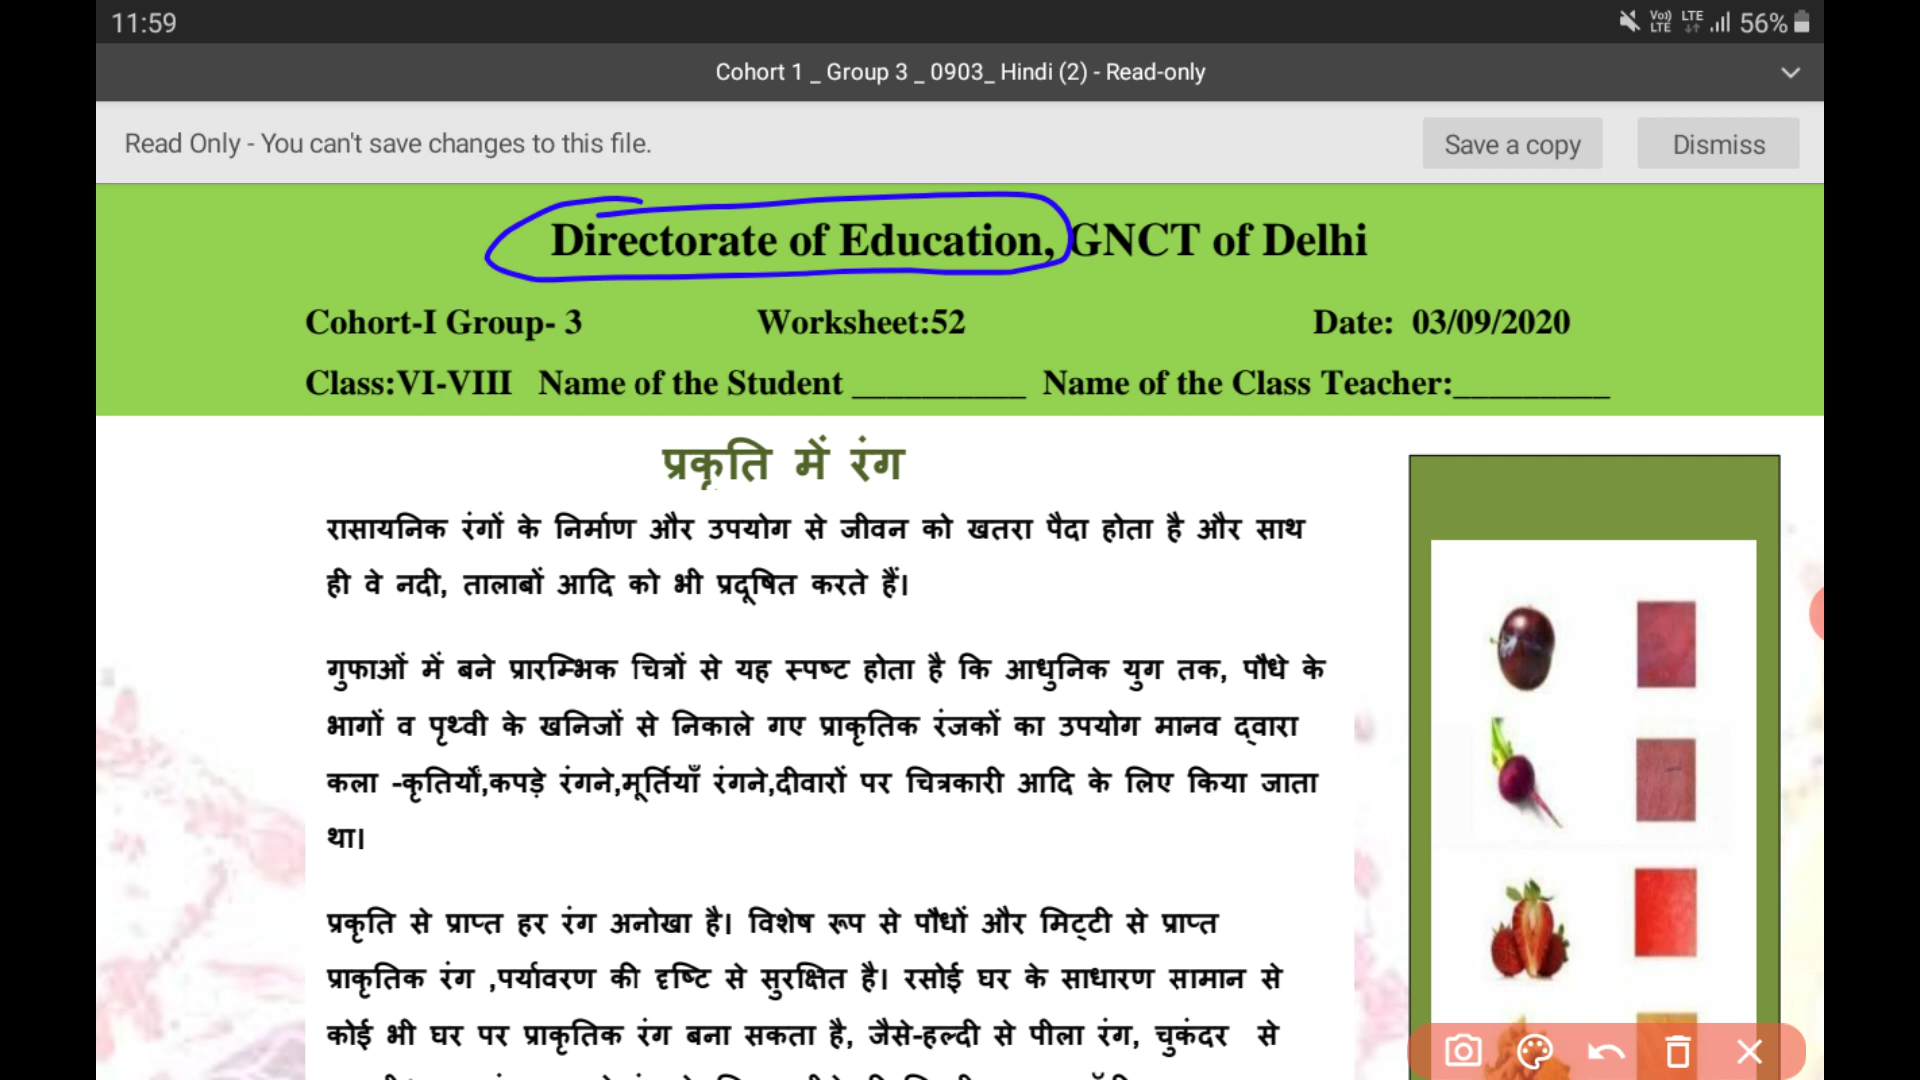 11:59
Vo)) LTE LTE 56%
Cohort 1 _ Group 3 _ 0903_ Hindi (2) - Read-only
Read Only - You can't save changes to this file.
Save a copy
Dismiss
Directorate of Education, GNCT of Delhi
Cohort-I Group- 3 Worksheet:52 Date: 03/09/2020
Class:VI-VIII Name of the Student __________ Name of the Class Teacher:_________
प्रकृति में रंग
रासायनिक रंगों के निर्माण और उपयोग से जीवन को खतरा पैदा होता है और साथ
ही वे नदी, तालाबों आदि को भी प्रदूषित करते हैं।
गुफाओं में बने प्रारम्भिक चित्रों से यह स्पष्ट होता है कि आधुनिक युग तक, पौधे के
भागों व पृथ्वी के खनिजों से निकाले गए प्राकृतिक रंजकों का उपयोग मानव द्वारा
कला -कृतियों,कपड़े रंगने,मूर्तियाँ रंगने,दीवारों पर चित्रकारी आदि के लिए किया जाता
था।
प्रकृति से प्राप्त हर रंग अनोखा है। विशेष रूप से पौधों और मिट्टी से प्राप्त
प्राकृतिक रंग ,पर्यावरण की दृष्टि से सुरक्षित है। रसोई घर के साधारण सामान से
कोई भी घर पर प्राकृतिक रंग बना सकता है, जैसे-हल्दी से पीला रंग, चुकंदर से